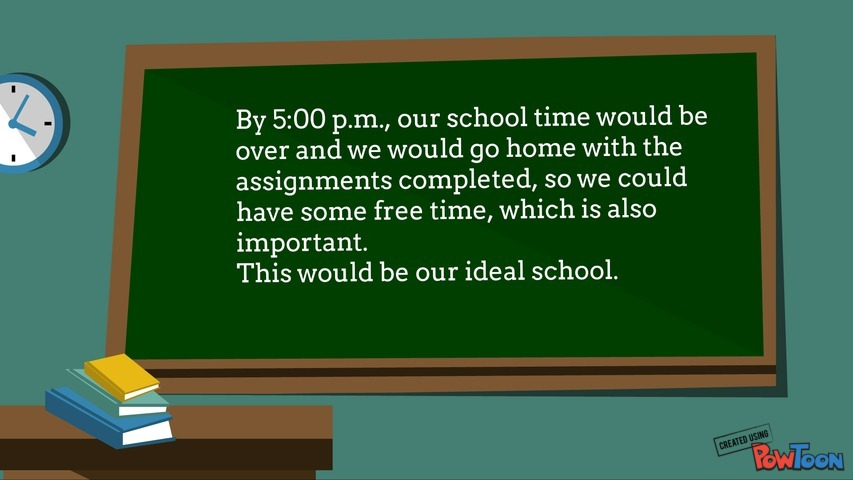 By 5:00 p.m., our school time would be
over and we would go home with the
assignments completed, so we could
have some free time, which is also
important.
This would be our ideal school.
CREATED USING
POWTOON